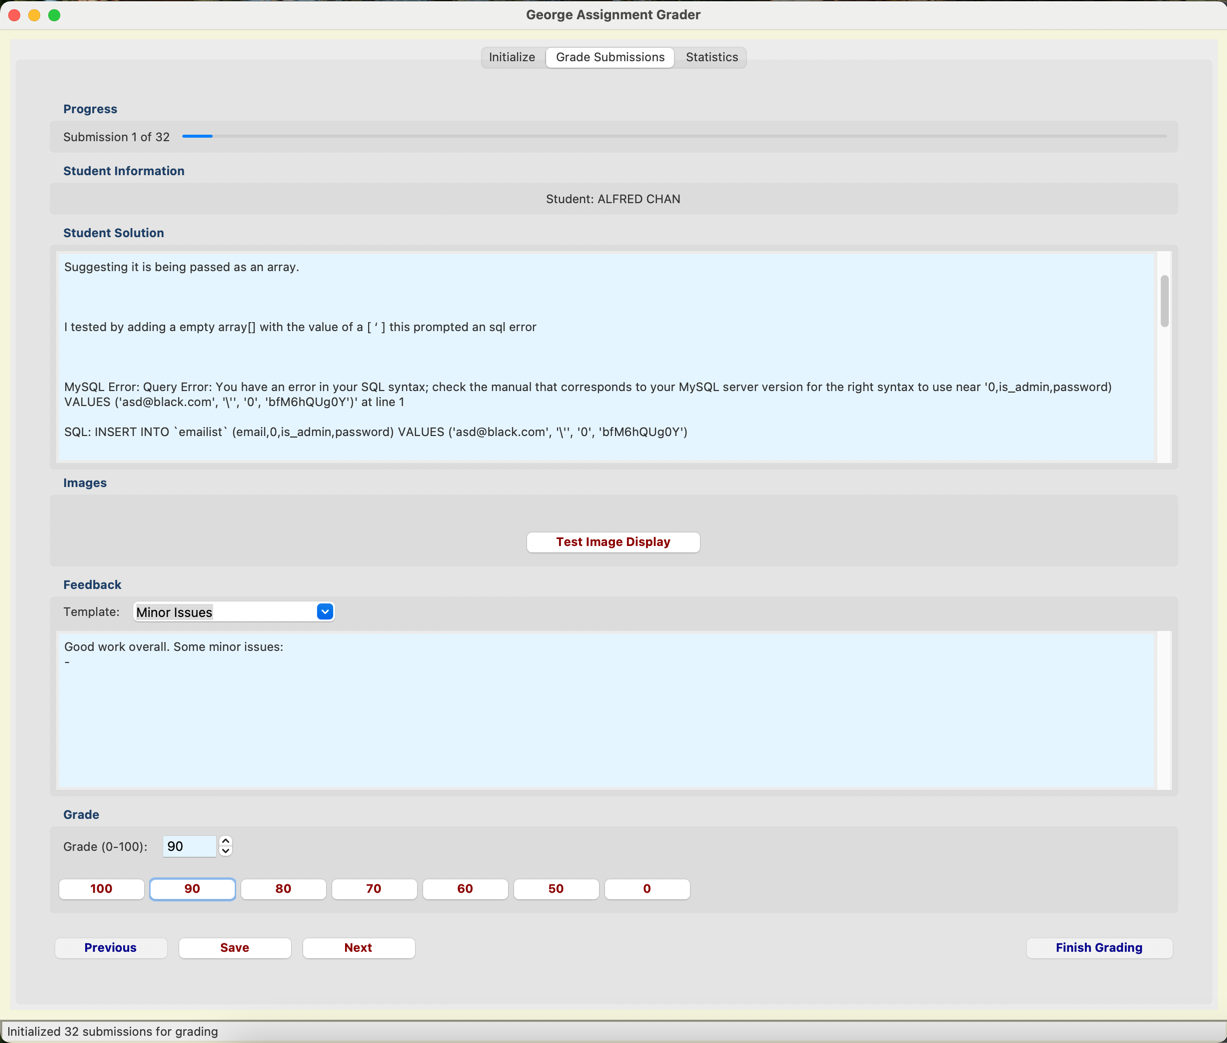 George Assignment Grader
Initialize
Grade Submissions
Statistics
Progress
Submission 1 of 32
Student Information
Student: ALFRED CHAN
Student Solution
Suggesting it is being passed as an array.
I tested by adding a empty array[] with the value of a [ ‘ ] this prompted an sql error
MySQL Error: Query Error: You have an error in your SQL syntax; check the manual that corresponds to your MySQL server version for the right syntax to use near '0,is_admin,password)
VALUES ('asd@black.com', '\'', '0', 'bfM6hQUg0Y')' at line 1
SQL: INSERT INTO `emailist` (email,0,is_admin,password) VALUES ('asd@black.com', '\'', '0', 'bfM6hQUg0Y')
Images
Test Image Display
Feedback
Template:
Minor Issues
Good work overall. Some minor issues:
-
Grade
Grade (0-100):
90
100
90
80
70
60
50
0
Previous
Save
Next
Finish Grading
Initialized 32 submissions for grading